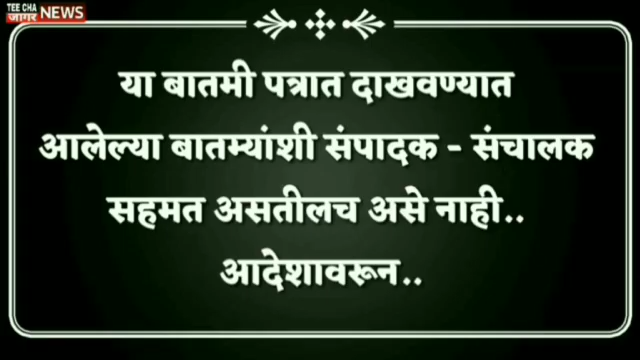 TEE CHA
जागर NEWS
या बातमी पत्रात दाखवण्यात
आलेल्या बातम्यांशी संपादक - संचालक
सहमत असतीलच असे नाही..
आदेशावरून..